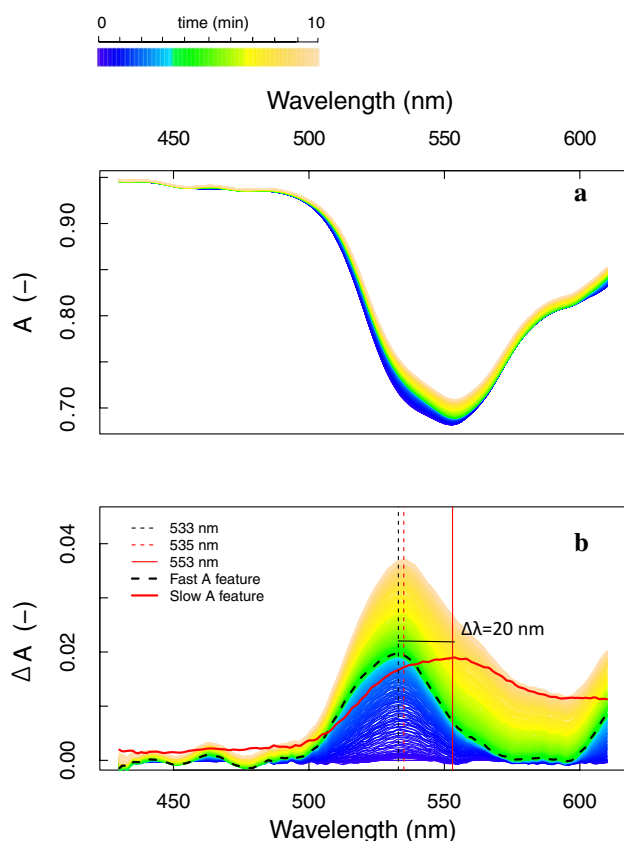 0 time (min) 10
Wavelength (nm)
450 500 550 600
a
0.90
0.80
0.70
A (−)
b
533 nm
535 nm
553 nm
Fast A feature
Slow A feature
Δλ=20 nm
0.04
0.02
0.00
Δ A (−)
450 500 550 600
Wavelength (nm)